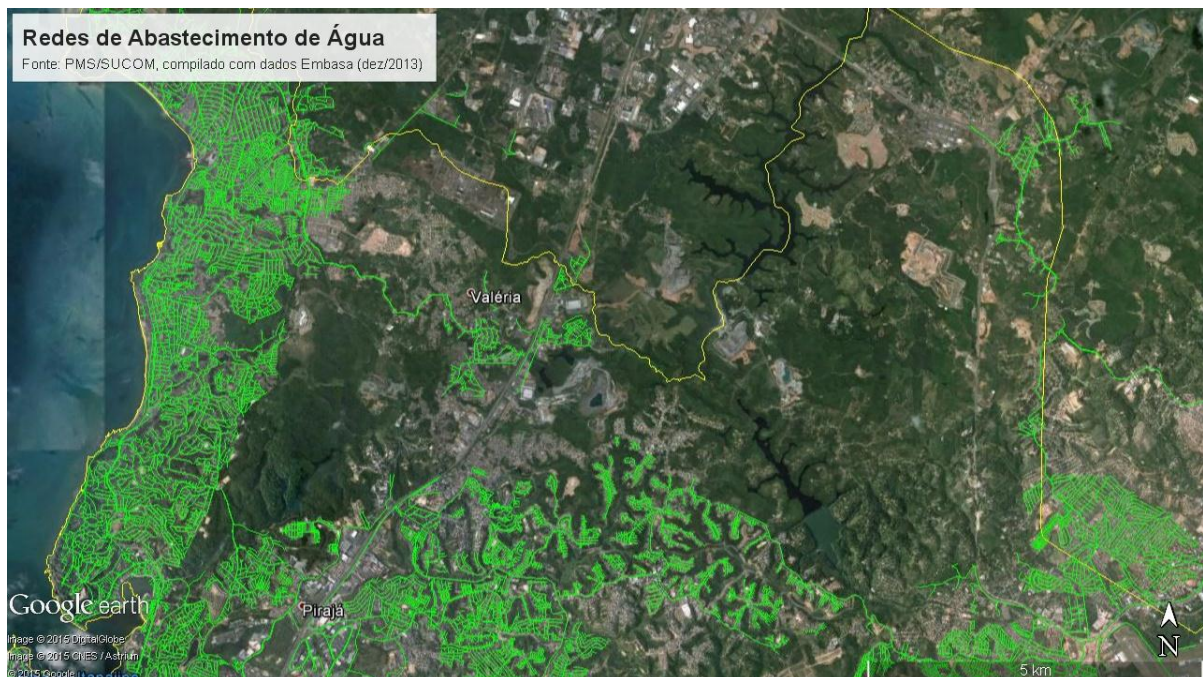 Redes de Abastecimento de Água
Fonte: PMS/SUCOM, compilado com dados Embasa (dez/2013)
Valéria
Google earth
Pirajá
Image © 2015 DigitalGlobe
Image © 2015 CNES / Astrium
© 2015 Google
N
5 km